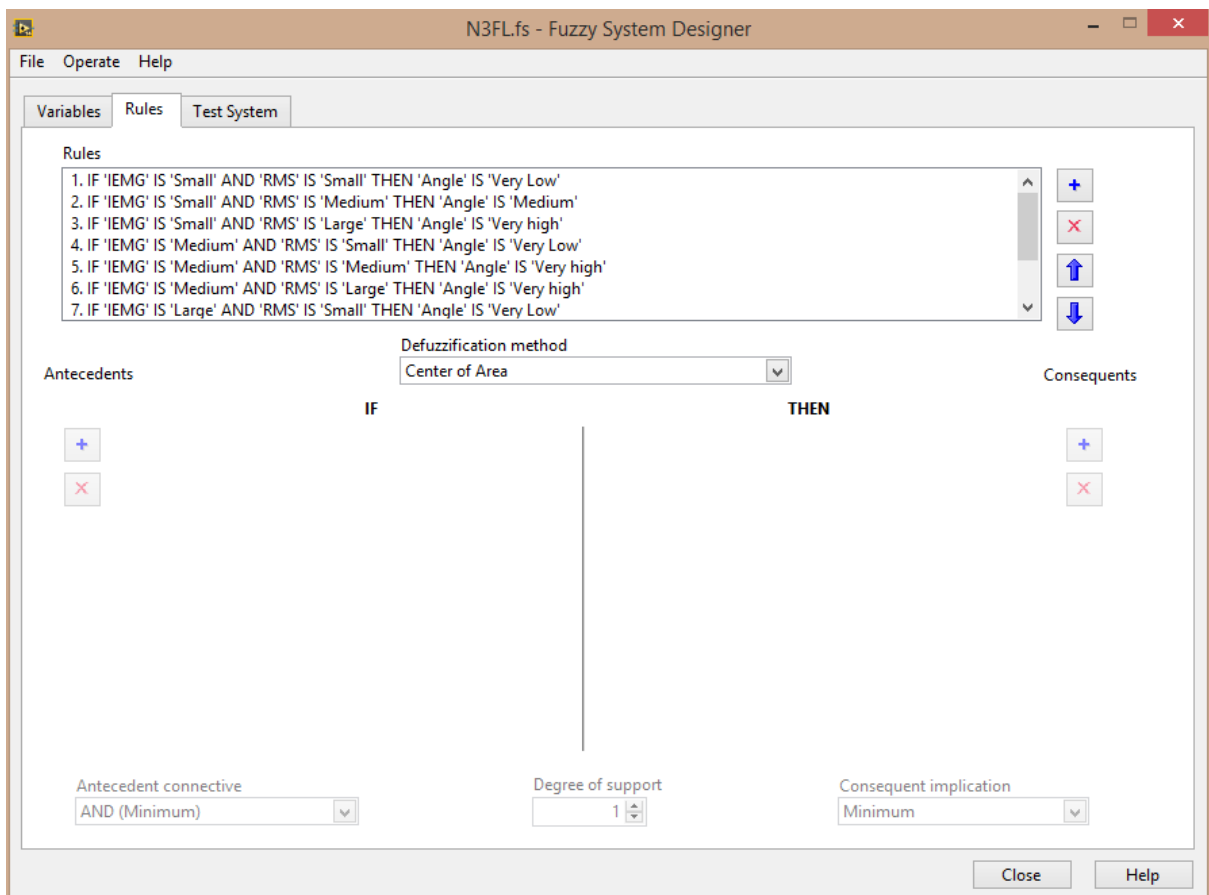 N3FL.fs - Fuzzy System Designer
File Operate Help
Variables Rules Test System
Rules
1. IF 'IEMG' IS 'Small' AND 'RMS' IS 'Small' THEN 'Angle' IS 'Very Low'
2. IF 'IEMG' IS 'Small' AND 'RMS' IS 'Medium' THEN 'Angle' IS 'Medium'
3. IF 'IEMG' IS 'Small' AND 'RMS' IS 'Large' THEN 'Angle' IS 'Very high'
4. IF 'IEMG' IS 'Medium' AND 'RMS' IS 'Small' THEN 'Angle' IS 'Very Low'
5. IF 'IEMG' IS 'Medium' AND 'RMS' IS 'Medium' THEN 'Angle' IS 'Very high'
6. IF 'IEMG' IS 'Medium' AND 'RMS' IS 'Large' THEN 'Angle' IS 'Very high'
7. IF 'IEMG' IS 'Large' AND 'RMS' IS 'Small' THEN 'Angle' IS 'Very Low'
Defuzzification method
Center of Area
Antecedents Consequents
IF THEN
Antecedent connective Degree of support Consequent implication
AND (Minimum) 1 Minimum
Close Help